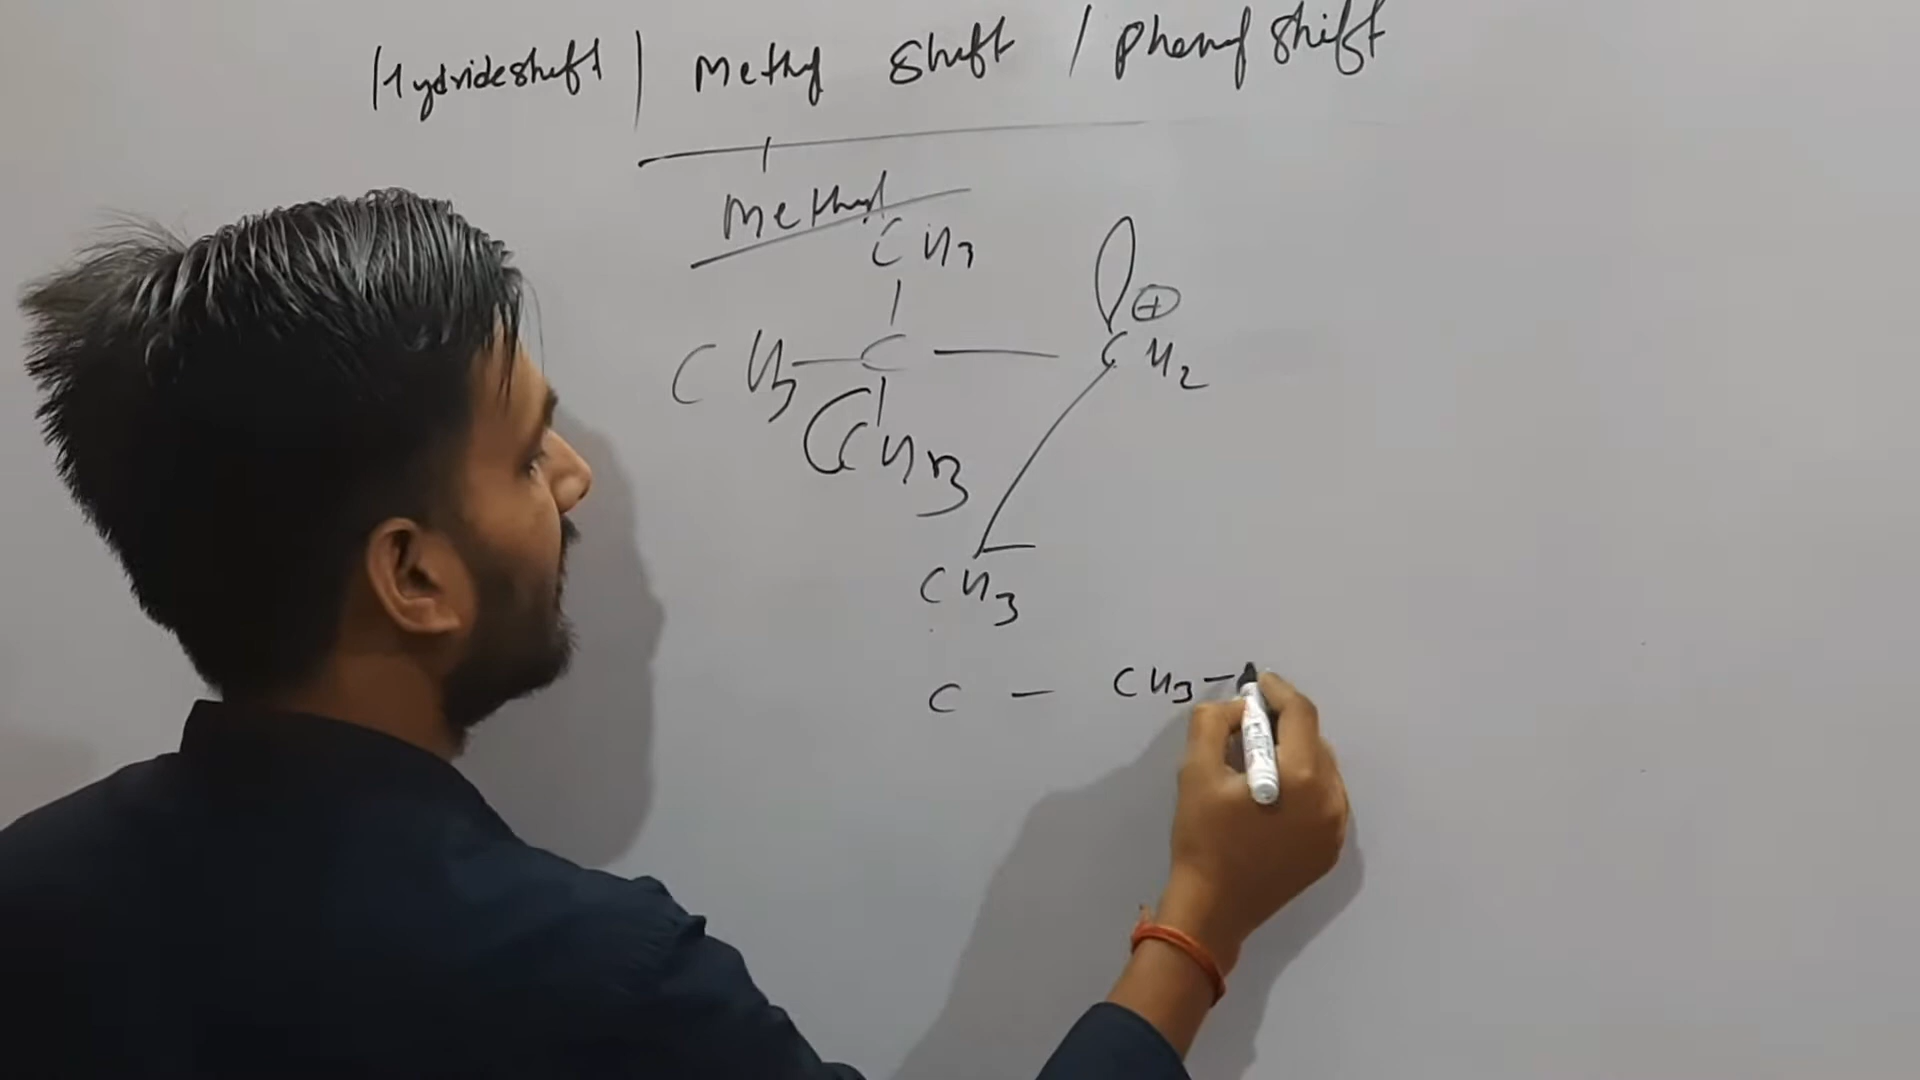 Hydride shift | Methyl shift / Phenyl shift
Methyl
CH3
CH3 - C - CH2 +
CH3
CH3
C - CH3 -